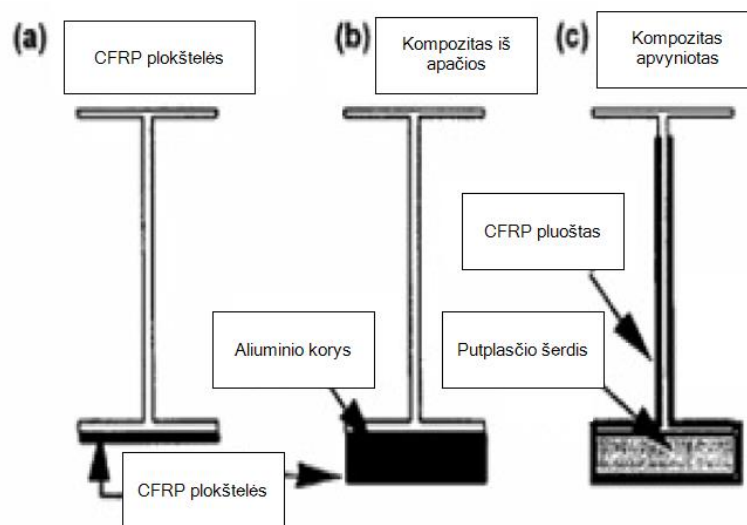 (a)
CFRP plokštelės
(b)
Kompozitas iš
apačios
(c)
Kompozitas
apvyniotas
CFRP pluoštas
Aliuminio korys
Putplasčio šerdis
CFRP plokštelės